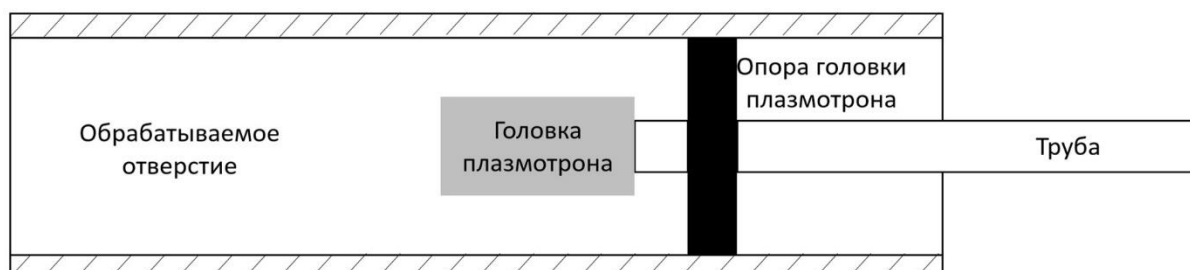 Обрабатываемое
отверстие
Головка
плазмотрона
Опора головки
плазмотрона
Труба